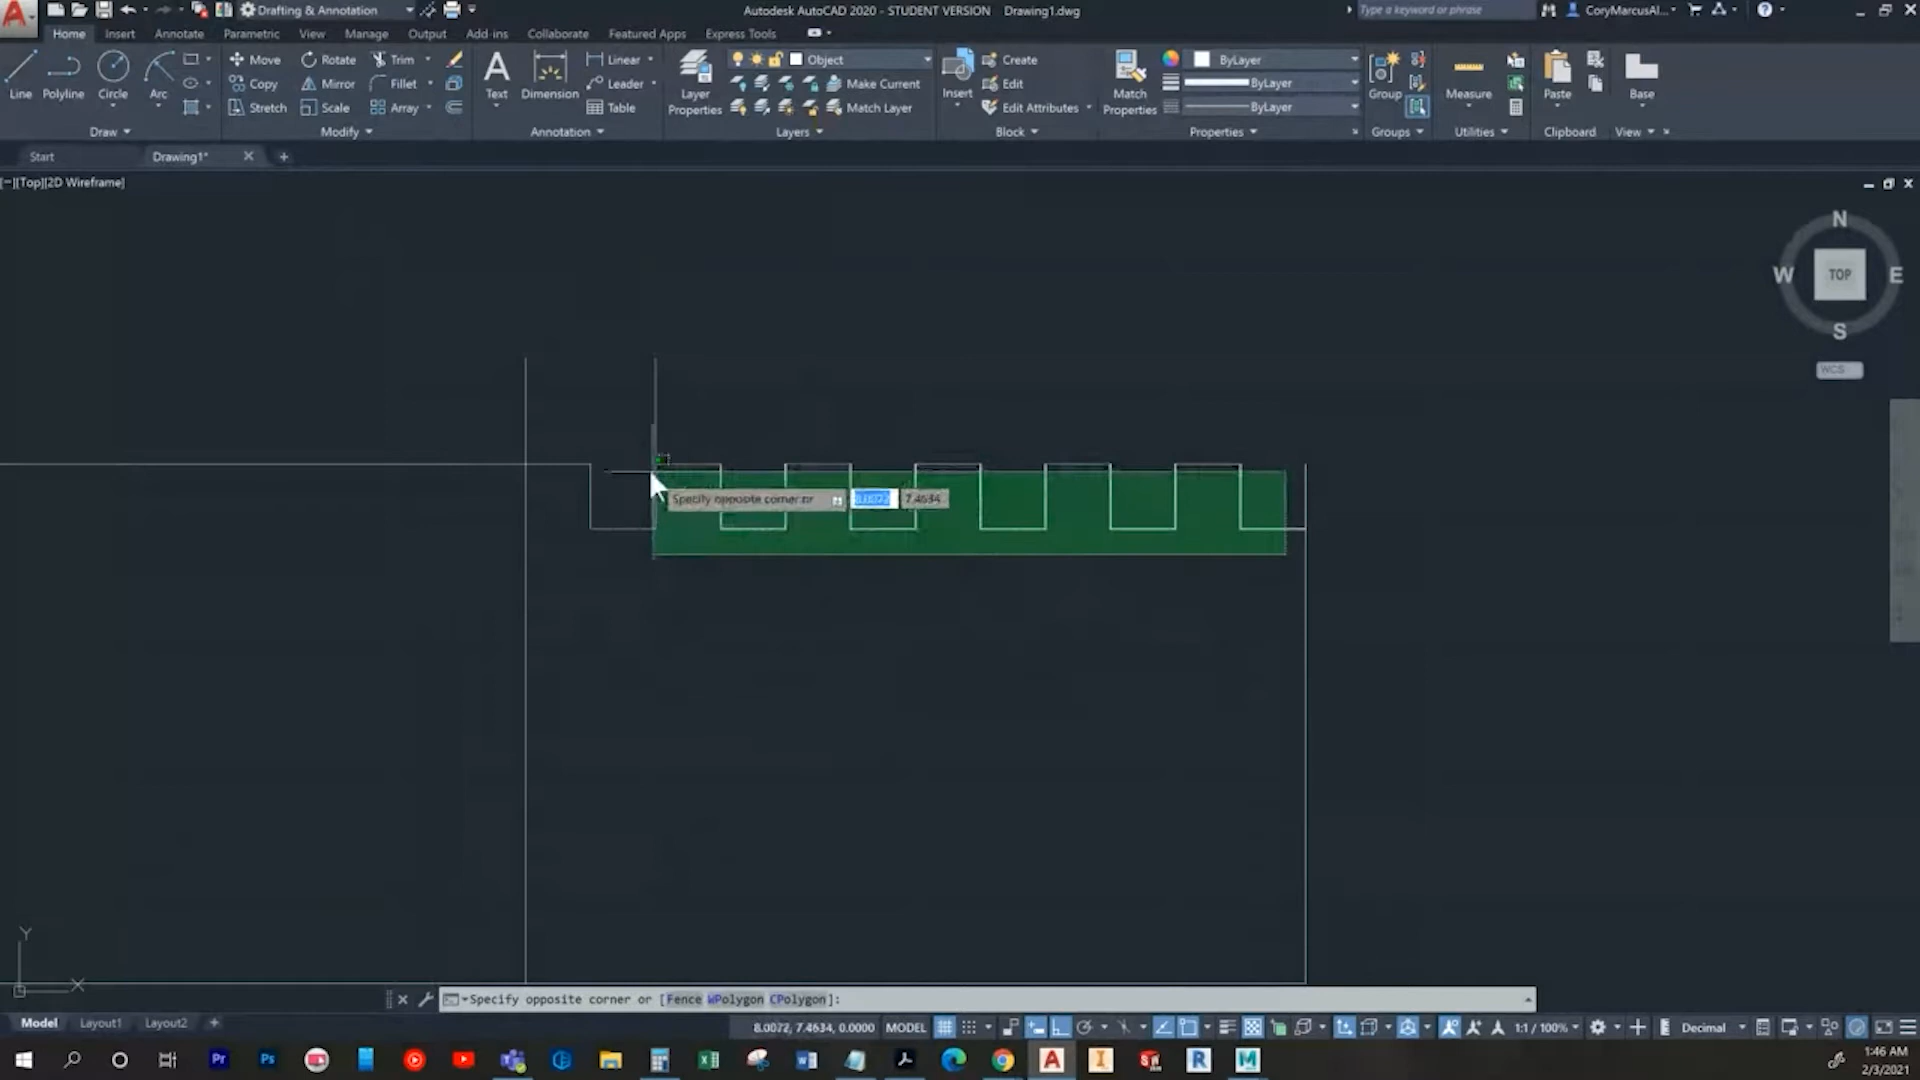 Drafting & Annotation
Autodesk AutoCAD 2020 - STUDENT VERSION Drawing1.dwg
Type a keyword or phrase
CoryMarcusAl...
Home Insert Annotate Parametric View Manage Output Add-ins Collaborate Featured Apps Express Tools
Line Polyline Circle Arc
Move Rotate Trim
Copy Mirror Fillet
Stretch Scale Array
Text Dimension
Linear
Leader
Table
Layer Properties
Object
Make Current
Match Layer
Insert
Create
Edit
Edit Attributes
Match Properties
ByLayer
ByLayer
ByLayer
Group Measure Paste Base
Draw Modify Annotation Layers Block Properties Groups Utilities Clipboard View
Start Drawing1*
[−][Top][2D Wireframe]
N
W TOP E
S
WCS
Specify opposite corner or 8.0072 7.4634
Y
X
Specify opposite corner or [Fence WPolygon CPolygon]:
Model Layout1 Layout2 +
8.0072, 7.4634, 0.0000 MODEL 1:1 / 100% Decimal
1:46 AM
2/3/2021